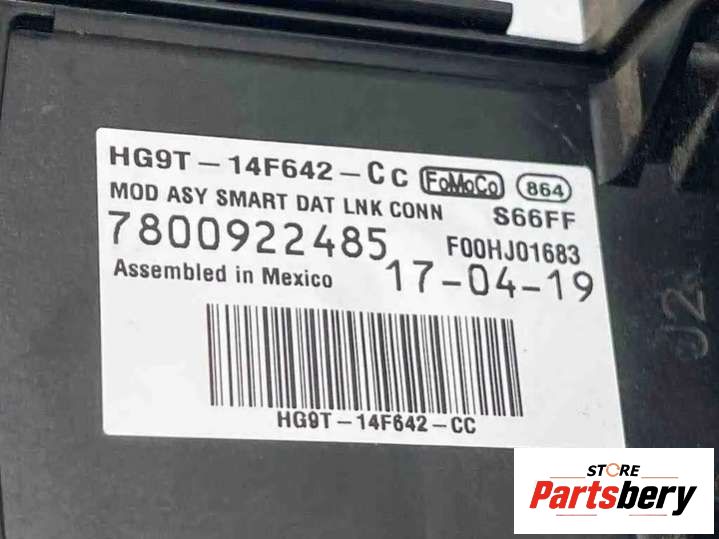 HG9T-14F642-Cc FoMoCo 864
MOD ASY SMART DAT LNK CONN S66FF
7800922485 F00HJ01683
Assembled in Mexico 17-04-19
HG9T-14F642-CC
J2
STORE
Partsbery